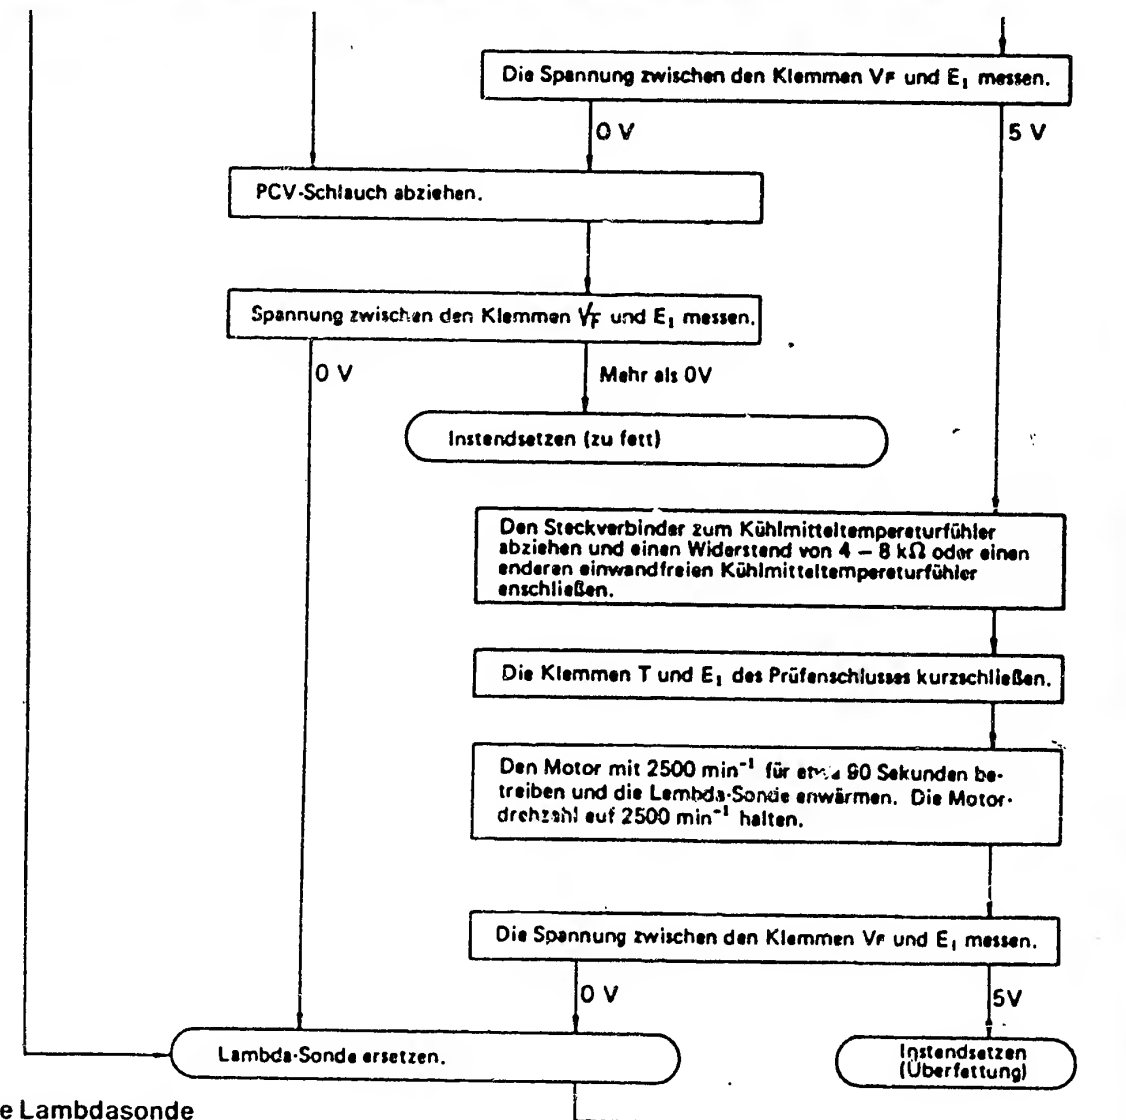 Die Spannung zwischen den Klemmen VF und E₁ messen.
0 V
5 V
PCV-Schlauch abziehen.
Spannung zwischen den Klemmen VF und E₁ messen.
0 V
Mehr als 0V
Instandsetzen (zu fett)
Den Steckverbinder zum Kühlmitteltemperaturfühler
abziehen und einen Widerstand von 4 – 8 kΩ oder einen
anderen einwandfreien Kühlmitteltemperaturfühler
anschließen.
Die Klemmen T und E₁ des Prüfanschlusses kurzschließen.
Den Motor mit 2500 min⁻¹ für etwa 90 Sekunden be-
treiben und die Lambda-Sonde anwärmen. Die Motor-
drehzahl auf 2500 min⁻¹ halten.
Die Spannung zwischen den Klemmen VF und E₁ messen.
0 V
5V
Lambda-Sonde ersetzen.
Instandsetzen
(Überfettung)
e Lambdasonde